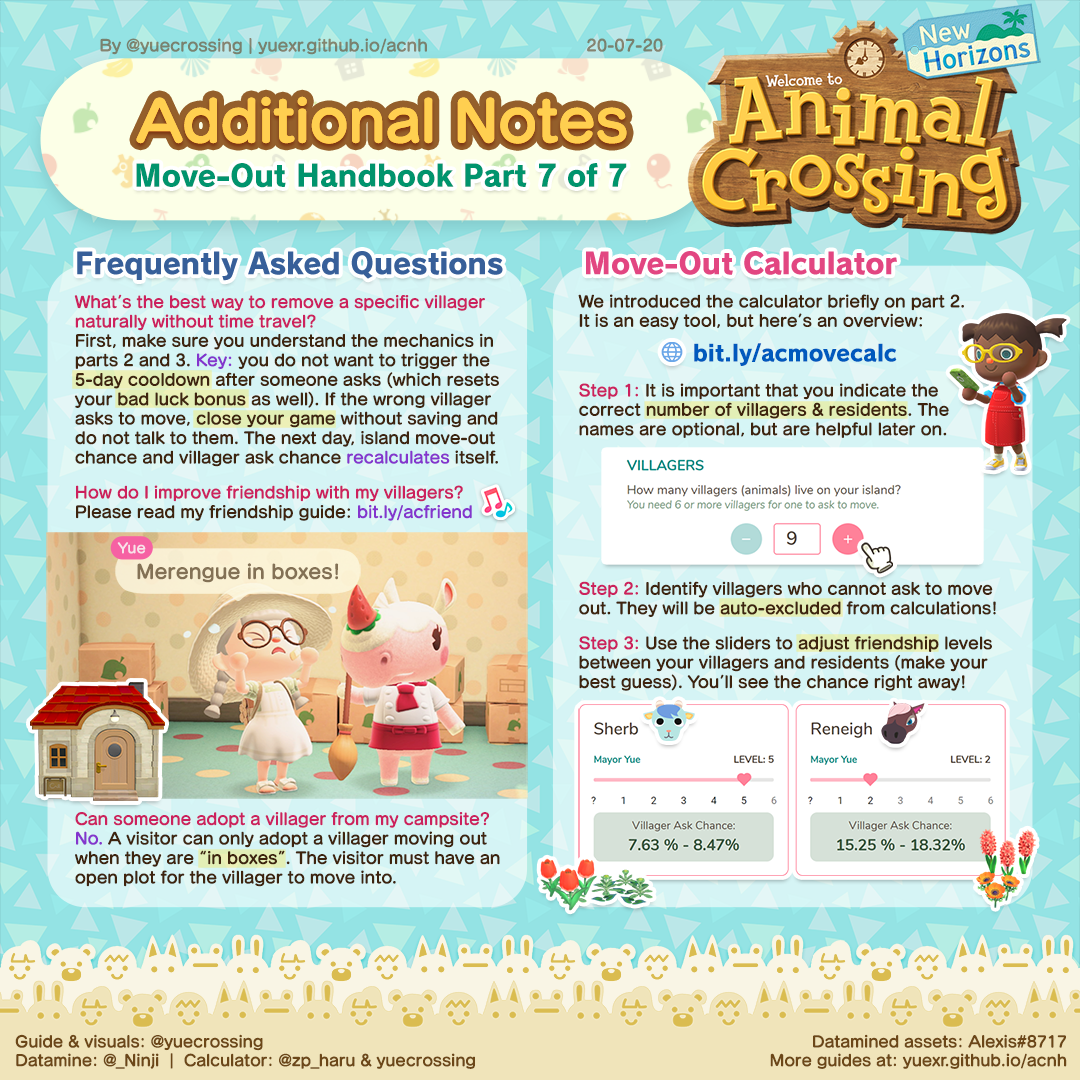 By @yuecrossing | yuexr.github.io/acnh
20-07-20
Additional Notes
Move-Out Handbook Part 7 of 7
Welcome to
Animal
Crossing
New
Horizons
Frequently Asked Questions
What's the best way to remove a specific villager
naturally without time travel?
First, make sure you understand the mechanics in
parts 2 and 3. Key: you do not want to trigger the
5-day cooldown after someone asks (which resets
your bad luck bonus as well). If the wrong villager
asks to move, close your game without saving and
do not talk to them. The next day, island move-out
chance and villager ask chance recalculates itself.
How do I improve friendship with my villagers?
Please read my friendship guide: bit.ly/acfriend
Yue
Merengue in boxes!
Can someone adopt a villager from my campsite?
No. A visitor can only adopt a villager moving out
when they are “in boxes”. The visitor must have an
open plot for the villager to move into.
Move-Out Calculator
We introduced the calculator briefly on part 2.
It is an easy tool, but here's an overview:
bit.ly/acmovecalc
Step 1: It is important that you indicate the
correct number of villagers & residents. The
names are optional, but are helpful later on.
VILLAGERS
How many villagers (animals) live on your island?
You need 6 or more villagers for one to ask to move.
− 9 +
Step 2: Identify villagers who cannot ask to move
out. They will be auto-excluded from calculations!
Step 3: Use the sliders to adjust friendship levels
between your villagers and residents (make your
best guess). You'll see the chance right away!
Sherb
Mayor Yue LEVEL: 5
? 1 2 3 4 5 6
Villager Ask Chance:
7.63 % - 8.47%
Reneigh
Mayor Yue LEVEL: 2
? 1 2 3 4 5 6
Villager Ask Chance:
15.25 % - 18.32%
Guide & visuals: @yuecrossing
Datamine: @_Ninji | Calculator: @zp_haru & yuecrossing
Datamined assets: Alexis#8717
More guides at: yuexr.github.io/acnh